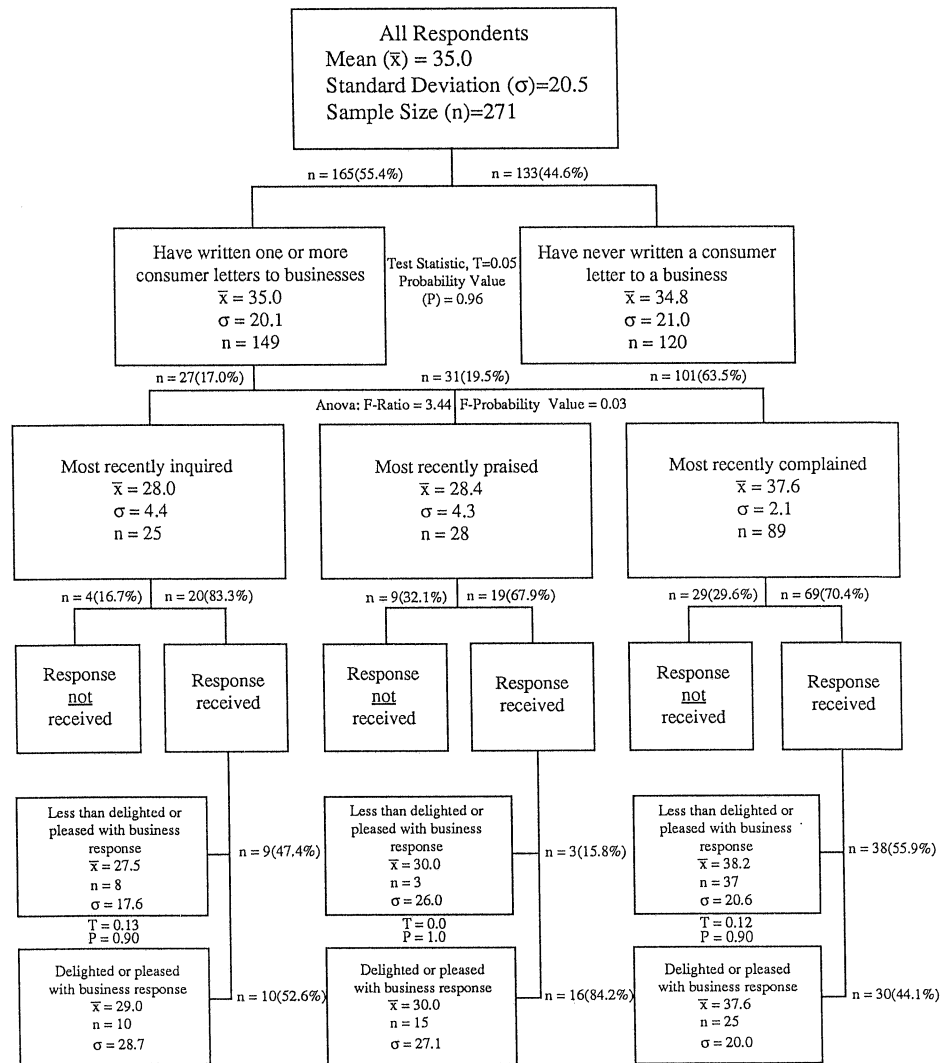 All Respondents
Mean (x̅) = 35.0
Standard Deviation (σ)=20.5
Sample Size (n)=271
n = 165(55.4%)
n = 133(44.6%)
Have written one or more
consumer letters to businesses
x̅ = 35.0
σ = 20.1
n = 149
Test Statistic, T=0.05
Probability Value
(P) = 0.96
Have never written a consumer
letter to a business
x̅ = 34.8
σ = 21.0
n = 120
n = 27(17.0%)
n = 31(19.5%)
n = 101(63.5%)
Anova: F-Ratio = 3.44
F-Probability Value = 0.03
Most recently inquired
x̅ = 28.0
σ = 4.4
n = 25
Most recently praised
x̅ = 28.4
σ = 4.3
n = 28
Most recently complained
x̅ = 37.6
σ = 2.1
n = 89
n = 4(16.7%)
n = 20(83.3%)
n = 9(32.1%)
n = 19(67.9%)
n = 29(29.6%)
n = 69(70.4%)
Response
not
received
Response
received
Response
not
received
Response
received
Response
not
received
Response
received
Less than delighted or
pleased with business
response
x̅ = 27.5
n = 8
σ = 17.6
n = 9(47.4%)
Less than delighted or
pleased with business
response
x̅ = 30.0
n = 3
σ = 26.0
n = 3(15.8%)
Less than delighted or
pleased with business
response
x̅ = 38.2
n = 37
σ = 20.6
n = 38(55.9%)
T = 0.13
P = 0.90
T = 0.0
P = 1.0
T = 0.12
P = 0.90
Delighted or pleased
with business response
x̅ = 29.0
n = 10
σ = 28.7
n = 10(52.6%)
Delighted or pleased
with business response
x̅ = 30.0
n = 15
σ = 27.1
n = 16(84.2%)
Delighted or pleased
with business response
x̅ = 37.6
n = 25
σ = 20.0
n = 30(44.1%)